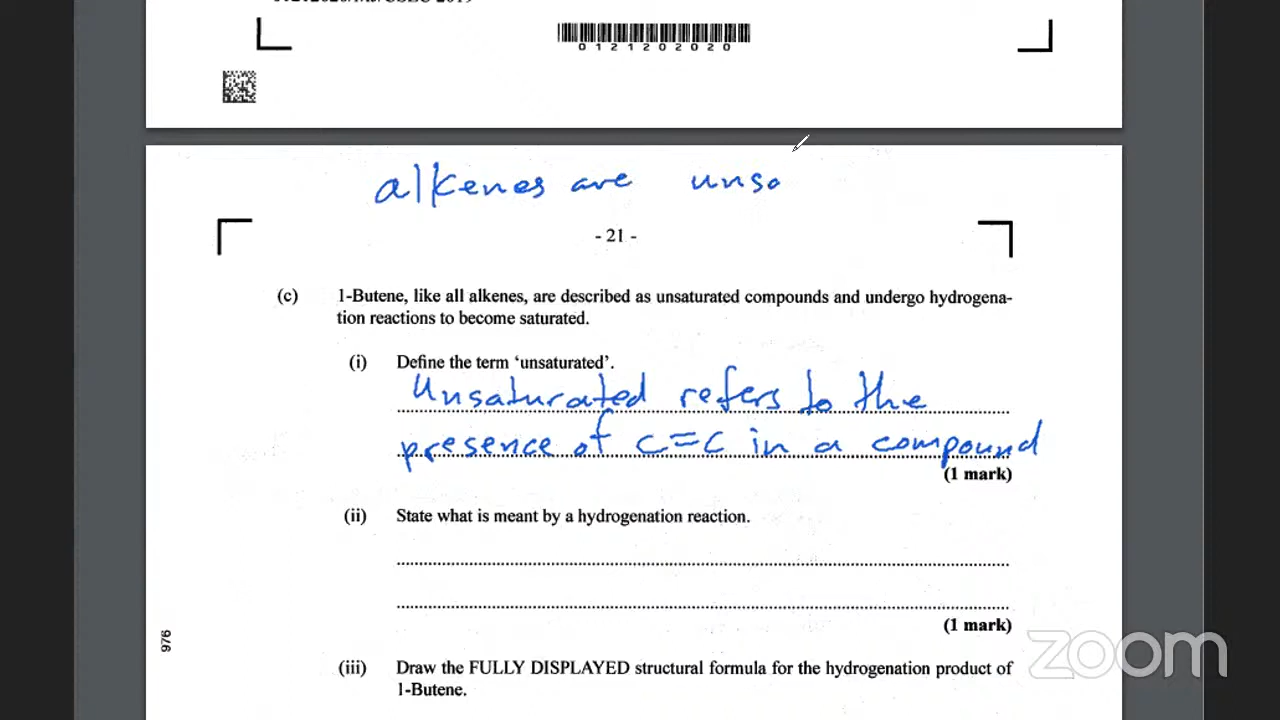 0121202020
alkenes are unsa
- 21 -
(c) 1-Butene, like all alkenes, are described as unsaturated compounds and undergo hydrogena-
tion reactions to become saturated.
(i) Define the term ‘unsaturated’.
Unsaturated refers to the
presence of C=C in a compound
(1 mark)
(ii) State what is meant by a hydrogenation reaction.
(1 mark)
976
(iii) Draw the FULLY DISPLAYED structural formula for the hydrogenation product of
1-Butene.
zoom